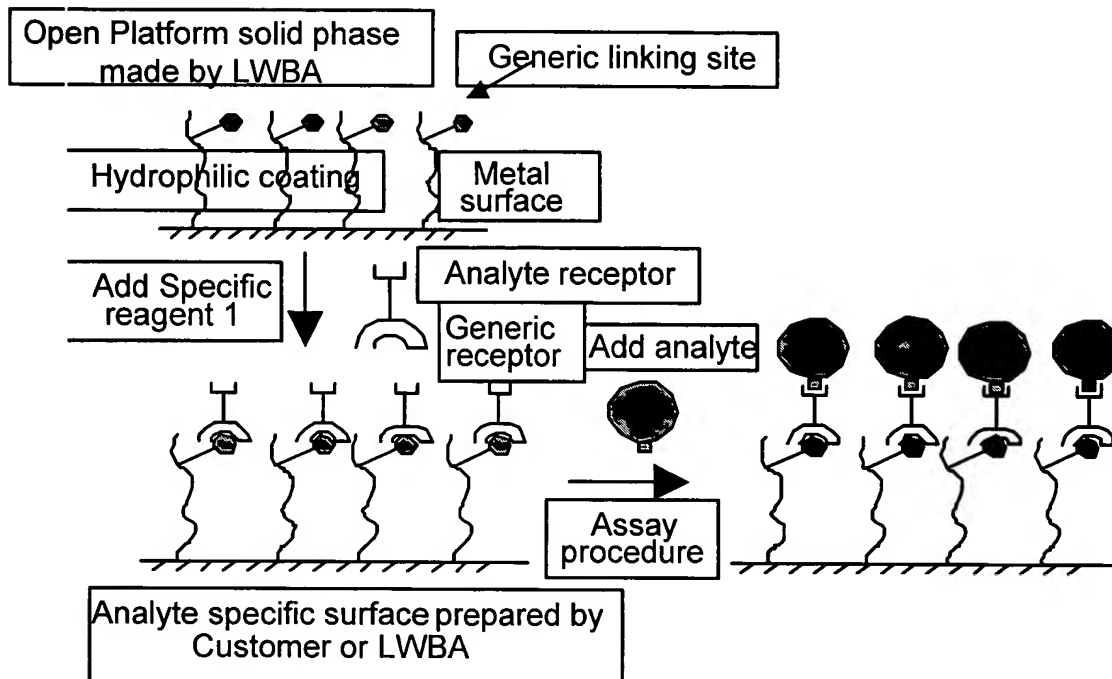 Open Platform solid phase
made by LWBA
Generic linking site
Hydrophilic coating
Metal
surface
Add Specific
reagent 1
Analyte receptor
Generic
receptor
Add analyte
Assay
procedure
Analyte specific surface prepared by
Customer or LWBA